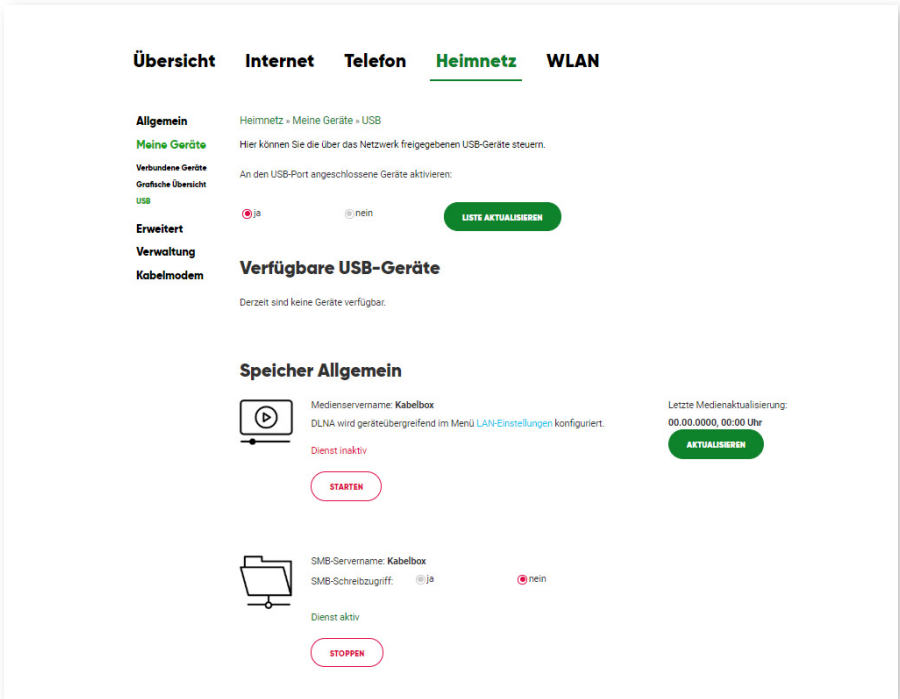 Übersicht Internet Telefon Heimnetz WLAN
Allgemein
Meine Geräte
Verbundene Geräte
Grafische Übersicht
USB
Erweitert
Verwaltung
Kabelmodem
Heimnetz » Meine Geräte » USB
Hier können Sie die über das Netzwerk freigegebenen USB-Geräte steuern.
An den USB-Port angeschlossene Geräte aktivieren:
ja nein LISTE AKTUALISIEREN
Verfügbare USB-Geräte
Derzeit sind keine Geräte verfügbar.
Speicher Allgemein
Medienservername: Kabelbox
DLNA wird geräteübergreifend im Menü LAN-Einstellungen konfiguriert.
Dienst inaktiv
STARTEN
Letzte Medienaktualisierung:
00.00.0000, 00:00 Uhr
AKTUALISIEREN
SMB-Servername: Kabelbox
SMB-Schreibzugriff: ja nein
Dienst aktiv
STOPPEN